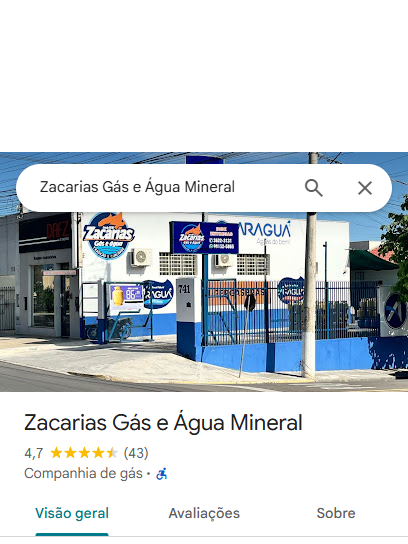 Zacarias Gás e Água Mineral
Zacarias
Gás e Água
Zacarias
ARAGUÁ
Águas do bem!
741
ARAGUÁ
Zacarias Gás e Água Mineral
4,7 (43)
Companhia de gás ·
Visão geral
Avaliações
Sobre